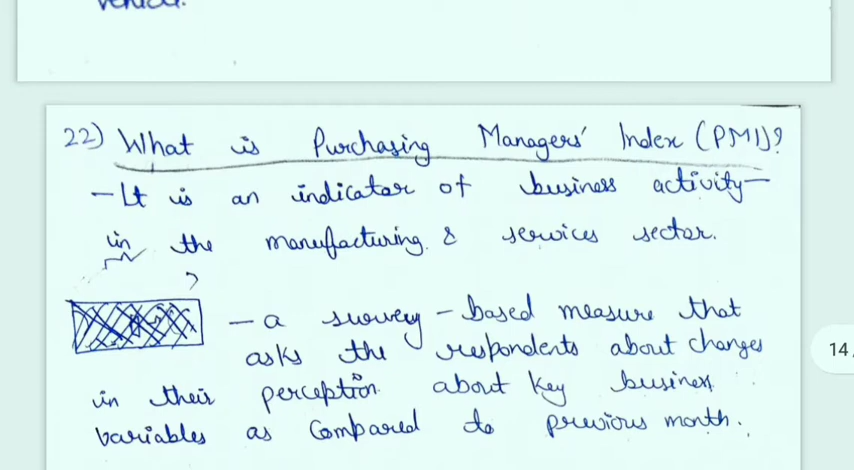 22) What is Purchasing Managers' Index (PMI)?
- It is an indicator of business activity -
in the manufacturing & services sector.
- a survey - based measure that
asks the respondents about changes
in their perception about key business
variables as compared to previous month.
14